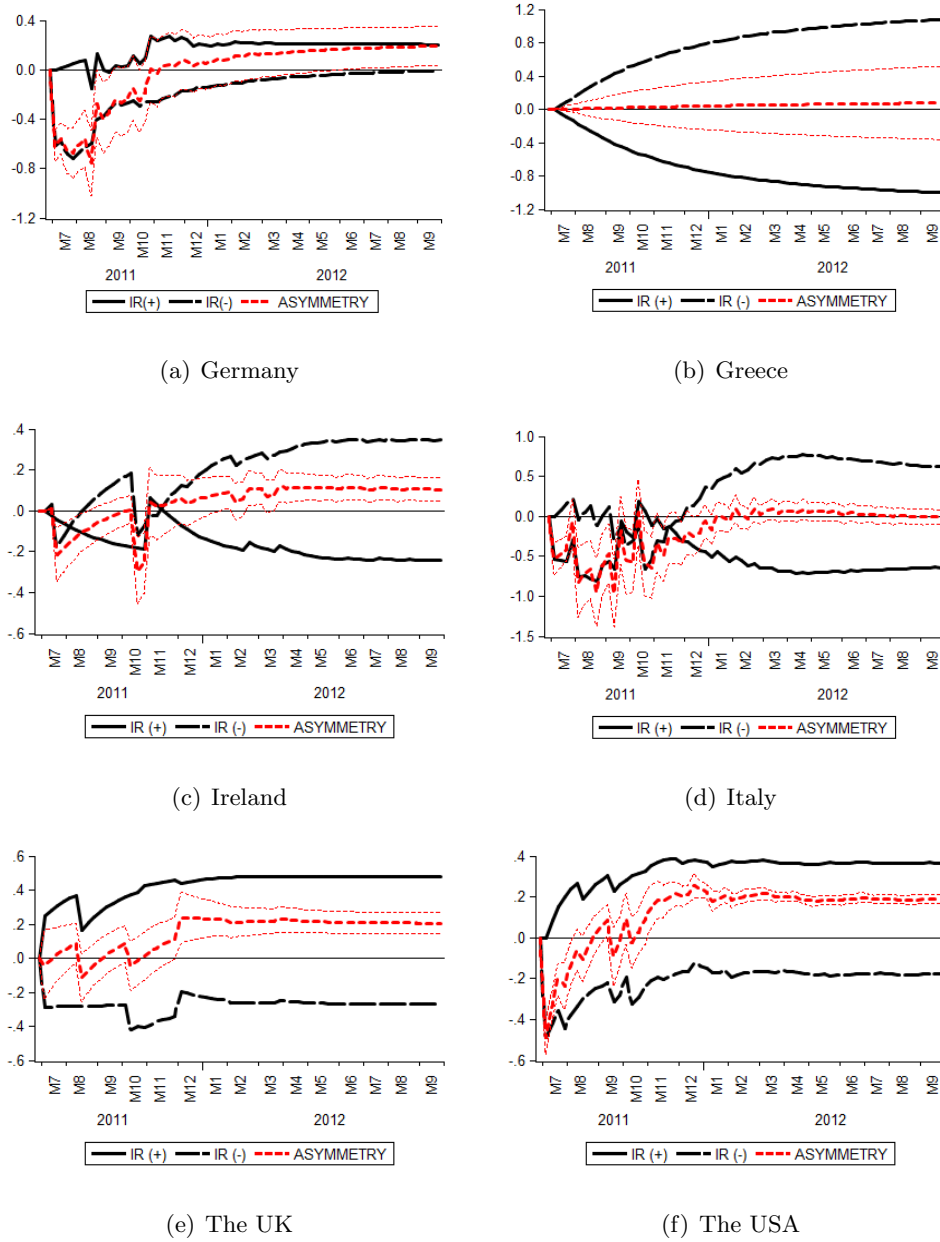 0.4
0.0
-0.4
-0.8
-1.2
M7 M8 M9 M10 M11 M12 M1 M2 M3 M4 M5 M6 M7 M8 M9
2011 2012
IR(+) IR(-) ASYMMETRY
(a) Germany
1.2
0.8
0.4
0.0
-0.4
-0.8
-1.2
M7 M8 M9 M10 M11 M12 M1 M2 M3 M4 M5 M6 M7 M8 M9
2011 2012
IR (+) IR (-) ASYMMETRY
(b) Greece
.4
.2
.0
-.2
-.4
-.6
M7 M8 M9 M10 M11 M12 M1 M2 M3 M4 M5 M6 M7 M8 M9
2011 2012
IR (+) IR (-) ASYMMETRY
(c) Ireland
1.0
0.5
0.0
-0.5
-1.0
-1.5
M7 M8 M9 M10 M11 M12 M1 M2 M3 M4 M5 M6 M7 M8 M9
2011 2012
IR (+) IR (-) ASYMMETRY
(d) Italy
.6
.4
.2
.0
-.2
-.4
-.6
M7 M8 M9 M10 M11 M12 M1 M2 M3 M4 M5 M6 M7 M8 M9
2011 2012
IR (+) IR (-) ASYMMETRY
(e) The UK
.4
.2
.0
-.2
-.4
-.6
M7 M8 M9 M10 M11 M12 M1 M2 M3 M4 M5 M6 M7 M8 M9
2011 2012
IR (+) IR (-) ASYMMETRY
(f) The USA